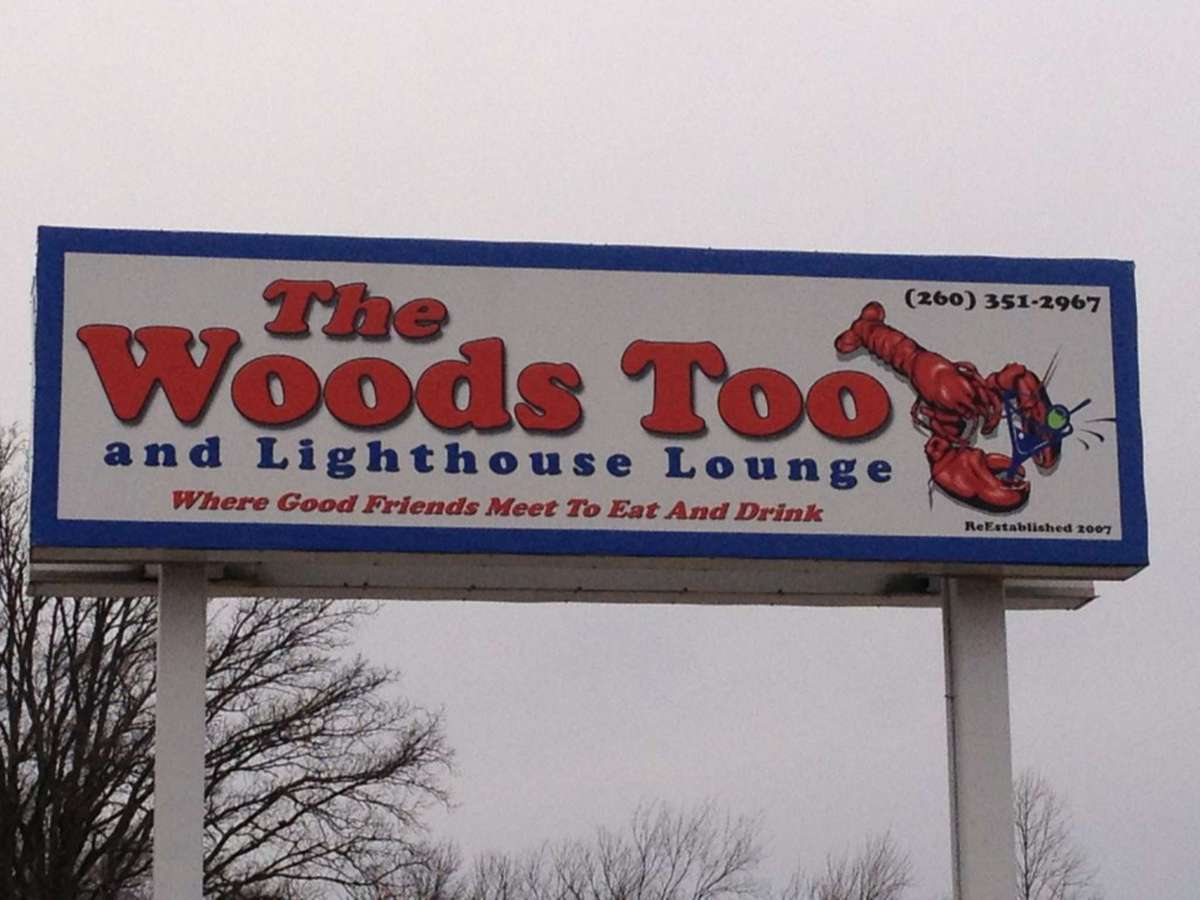 (260) 351-2967
The
Woods Too
and Lighthouse Lounge
Where Good Friends Meet To Eat And Drink
ReEstablished 2007